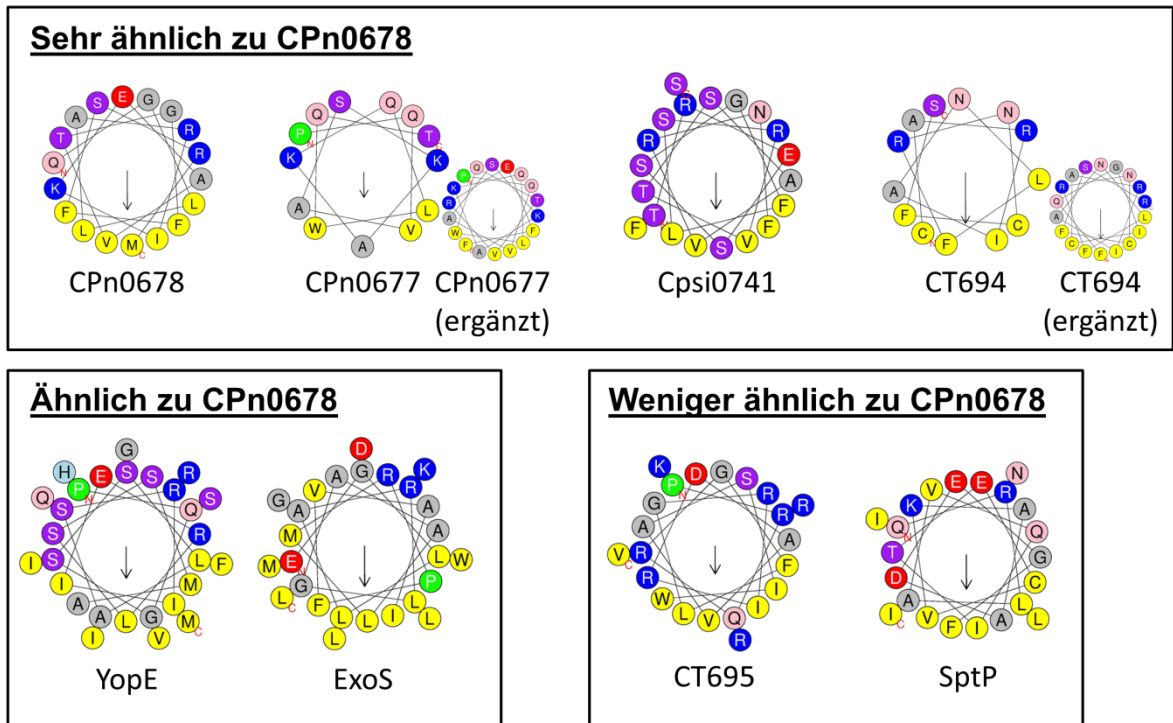 Sehr ähnlich zu CPn0678
E G G R R A L F I M C V L F K Q N T A S
S Q Q T C K L V A W A K P N Q
S E Q Q T K F L V V A F N W A R K P Q
S C S G N R E A F F V S V L F T N T S R S R
S C N N R L I C F C N F A R A
S N G N R R L I C I F N F C F A Q R A
CPn0678
CPn0677
CPn0677
(ergänzt)
Cpsi0741
CT694
CT694
(ergänzt)
Ähnlich zu CPn0678
G S S R R S Q R L F M I M C G V L A I A I I S S S Q H P N E
D G R R K A A L W P L L I L L L F G L C E N M M A G V A
YopE
ExoS
Weniger ähnlich zu CPn0678
D G S R R R A F I I Q R V L W R R V C A G P N K
E E R N A Q G C L L A I F V A I C D T Q N I K V
CT695
SptP